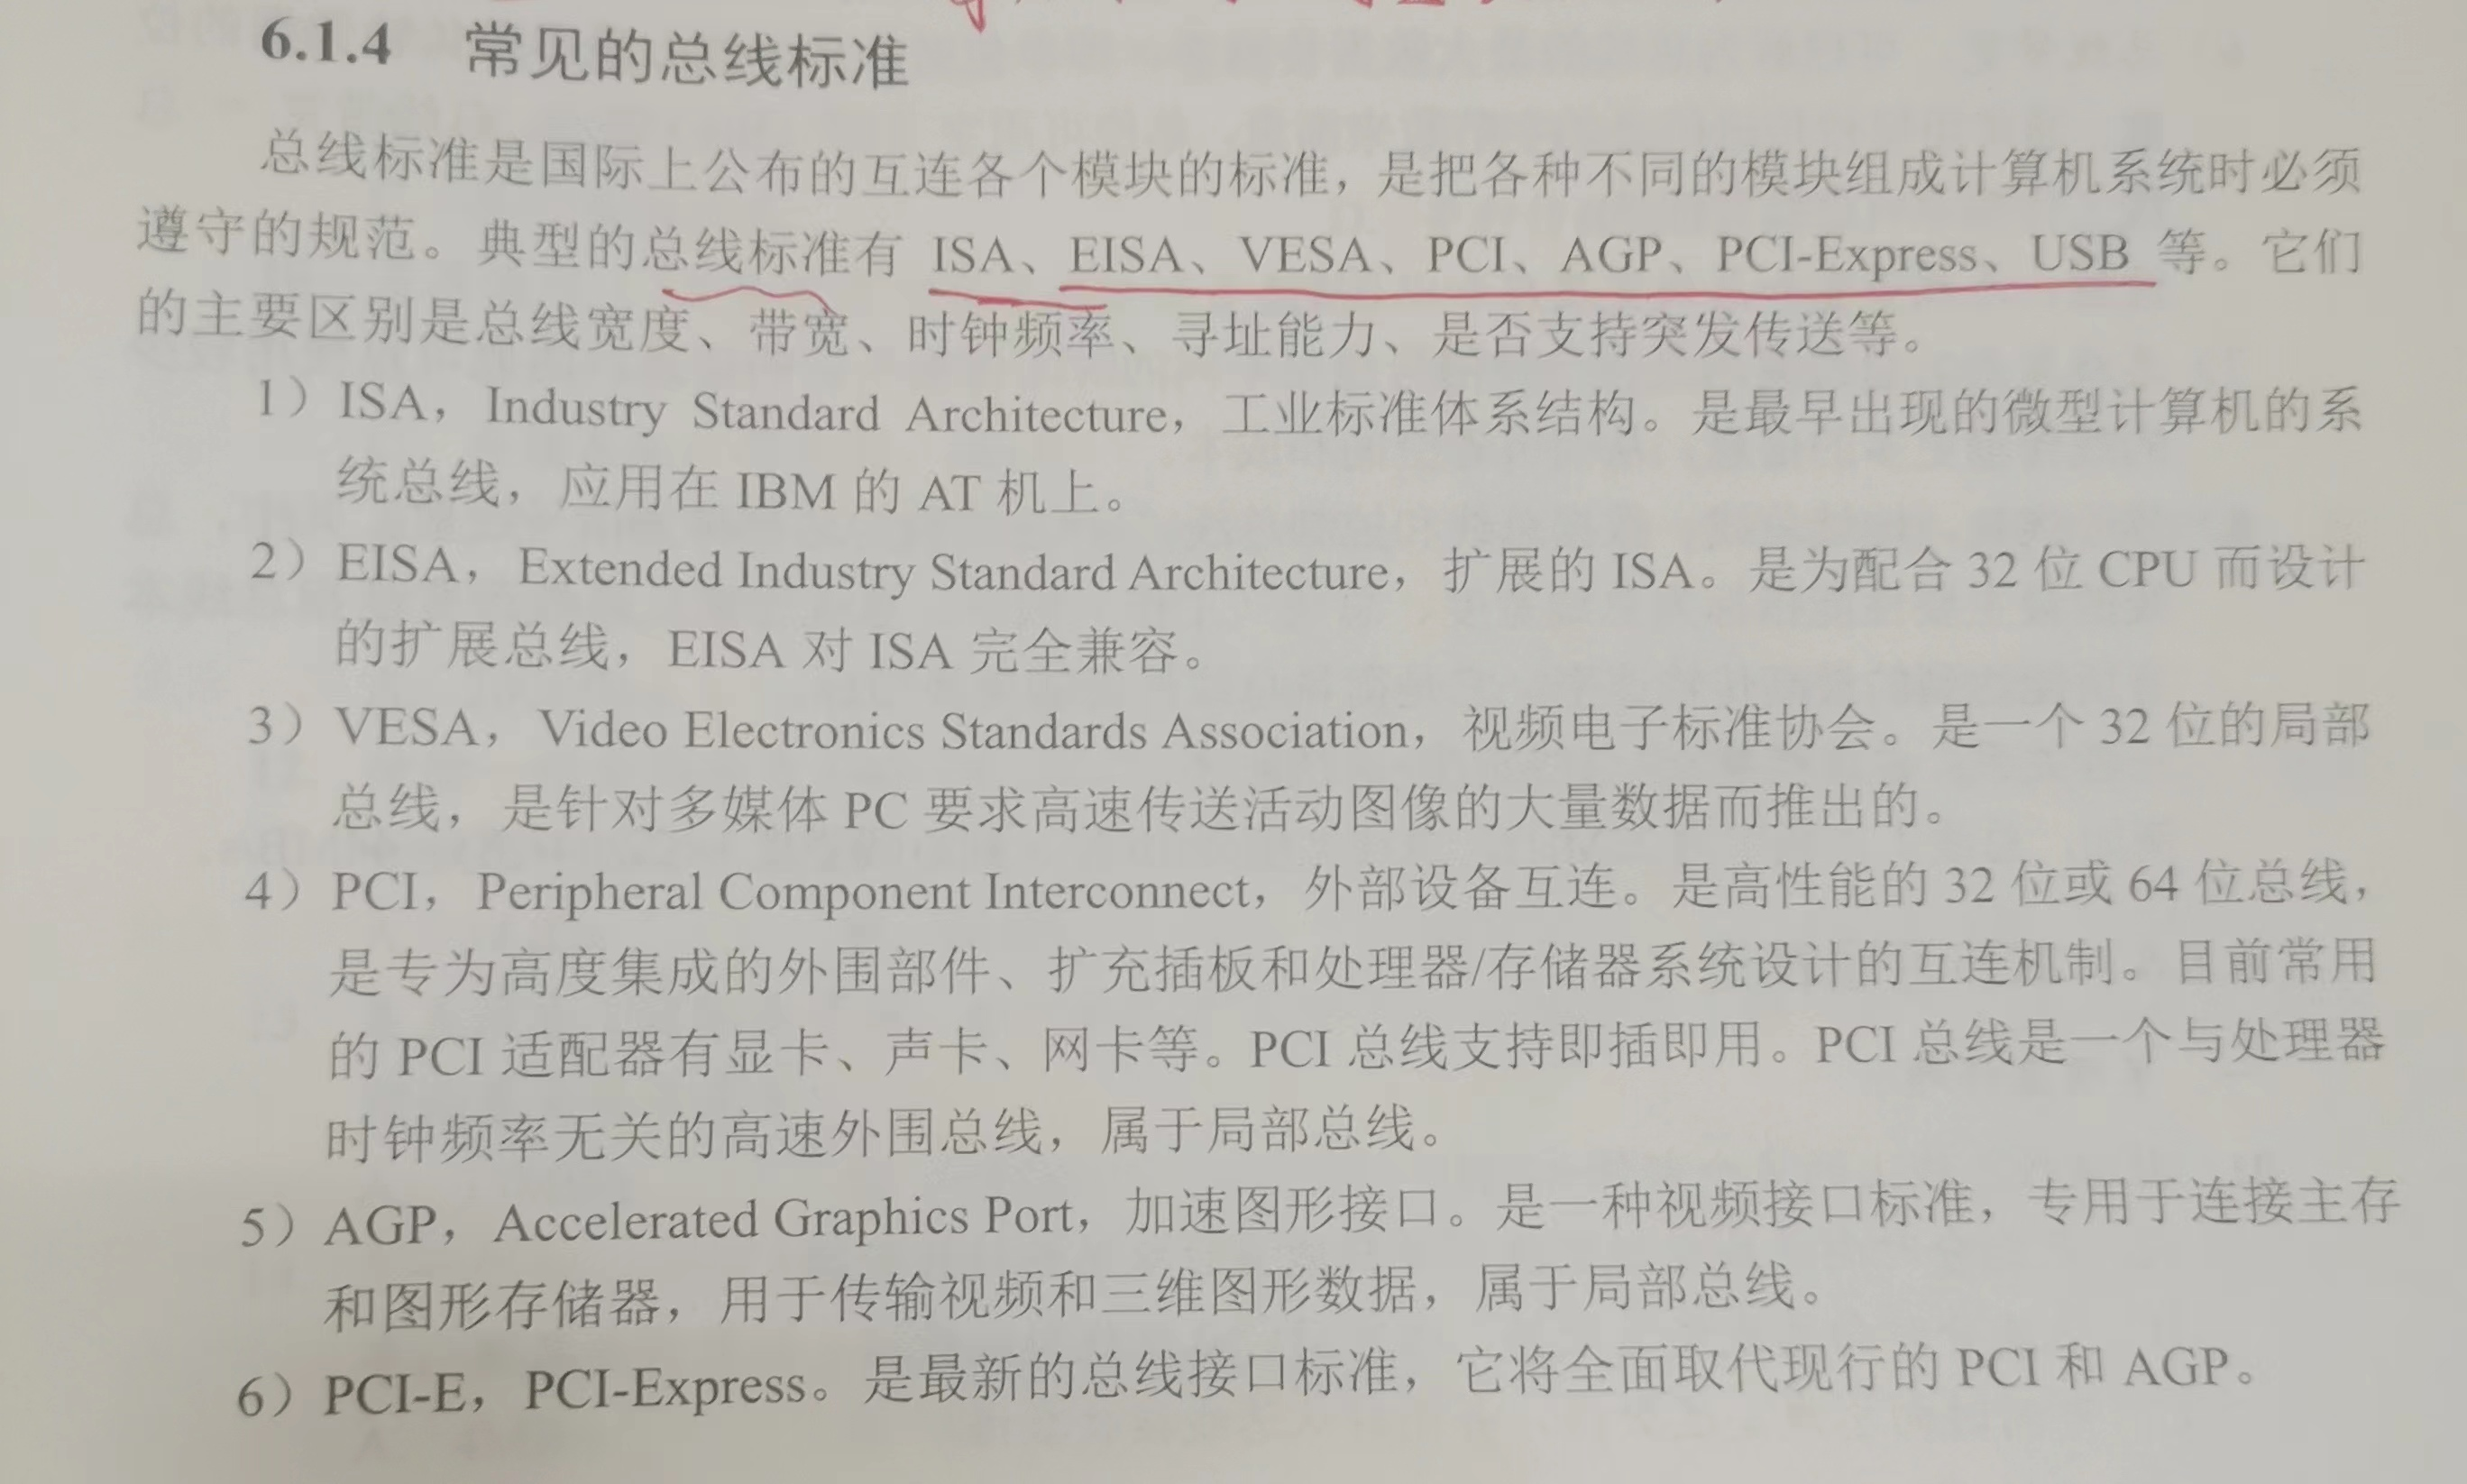 6.1.4 常见的总线标准
总线标准是国际上公布的互连各个模块的标准，是把各种不同的模块组成计算机系统时必须
遵守的规范。典型的总线标准有 ISA、EISA、VESA、PCI、AGP、PCI-Express、USB 等。它们
的主要区别是总线宽度、带宽、时钟频率、寻址能力、是否支持突发传送等。
1）ISA，Industry Standard Architecture，工业标准体系结构。是最早出现的微型计算机的系
统总线，应用在 IBM 的 AT 机上。
2）EISA，Extended Industry Standard Architecture，扩展的 ISA。是为配合 32 位 CPU 而设计
的扩展总线，EISA 对 ISA 完全兼容。
3）VESA，Video Electronics Standards Association，视频电子标准协会。是一个 32 位的局部
总线，是针对多媒体 PC 要求高速传送活动图像的大量数据而推出的。
4）PCI，Peripheral Component Interconnect，外部设备互连。是高性能的 32 位或 64 位总线，
是专为高度集成的外围部件、扩充插板和处理器/存储器系统设计的互连机制。目前常用
的 PCI 适配器有显卡、声卡、网卡等。PCI 总线支持即插即用。PCI 总线是一个与处理器
时钟频率无关的高速外围总线，属于局部总线。
5）AGP，Accelerated Graphics Port，加速图形接口。是一种视频接口标准，专用于连接主存
和图形存储器，用于传输视频和三维图形数据，属于局部总线。
6）PCI-E，PCI-Express。是最新的总线接口标准，它将全面取代现行的 PCI 和 AGP。